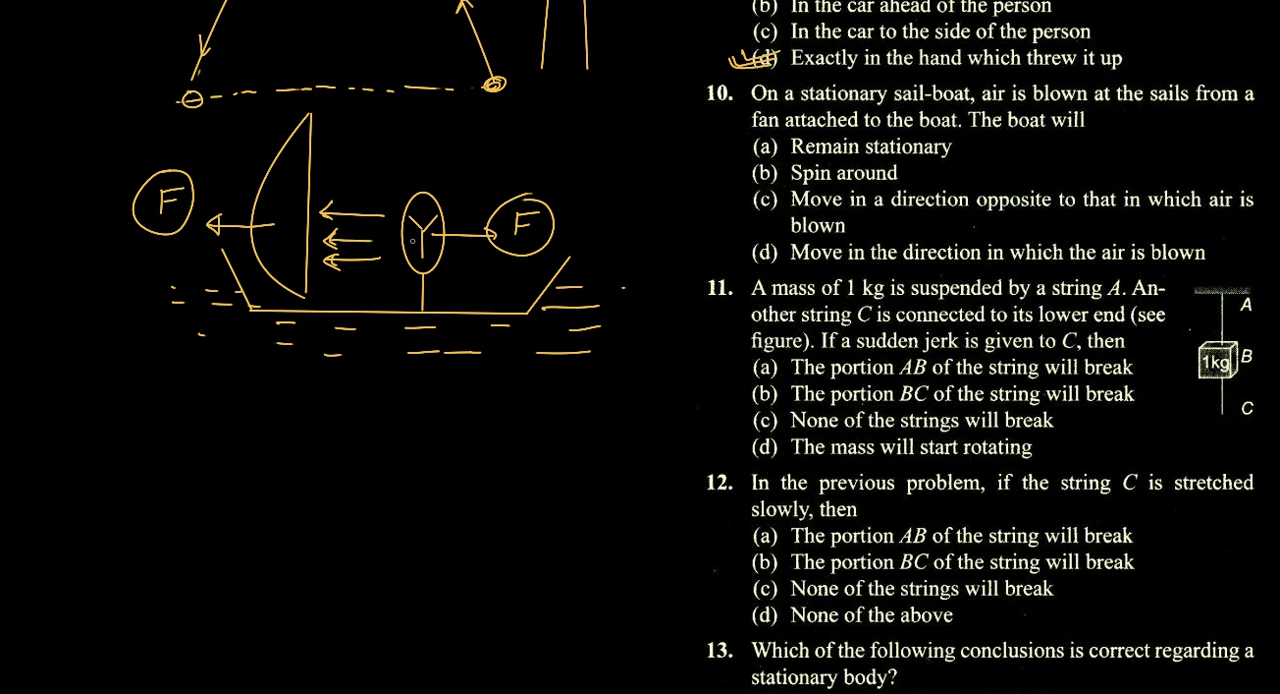 (b) In the car ahead of the person
(c) In the car to the side of the person
(d) Exactly in the hand which threw it up
10. On a stationary sail-boat, air is blown at the sails from a
fan attached to the boat. The boat will
(a) Remain stationary
(b) Spin around
(c) Move in a direction opposite to that in which air is
blown
(d) Move in the direction in which the air is blown
F
F
11. A mass of 1 kg is suspended by a string A. An-
other string C is connected to its lower end (see
figure). If a sudden jerk is given to C, then
(a) The portion AB of the string will break
(b) The portion BC of the string will break
(c) None of the strings will break
(d) The mass will start rotating
A
1kg B
C
12. In the previous problem, if the string C is stretched
slowly, then
(a) The portion AB of the string will break
(b) The portion BC of the string will break
(c) None of the strings will break
(d) None of the above
13. Which of the following conclusions is correct regarding a
stationary body?